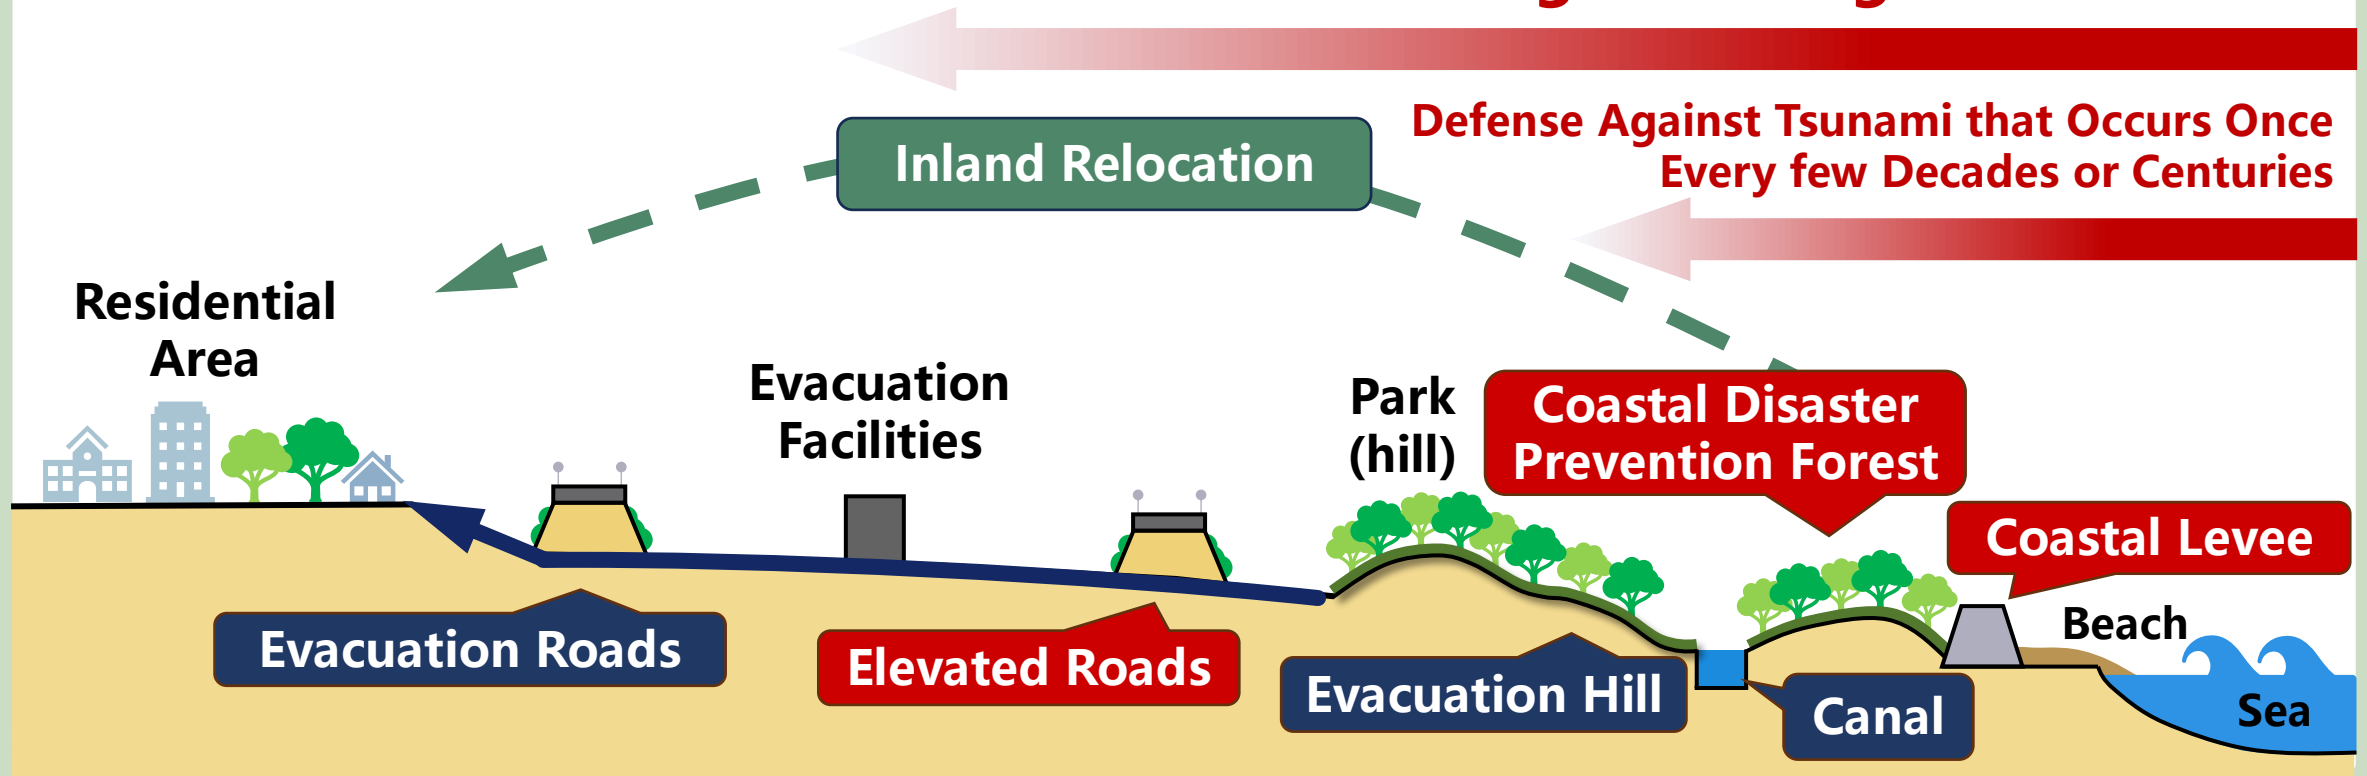 Defense Against Tsunami that Occurs Once
Every few Decades or Centuries
Inland Relocation
Residential
Area
Evacuation
Facilities
Park
(hill)
Coastal Disaster
Prevention Forest
Coastal Levee
Beach
Evacuation Roads
Elevated Roads
Evacuation Hill
Canal
Sea